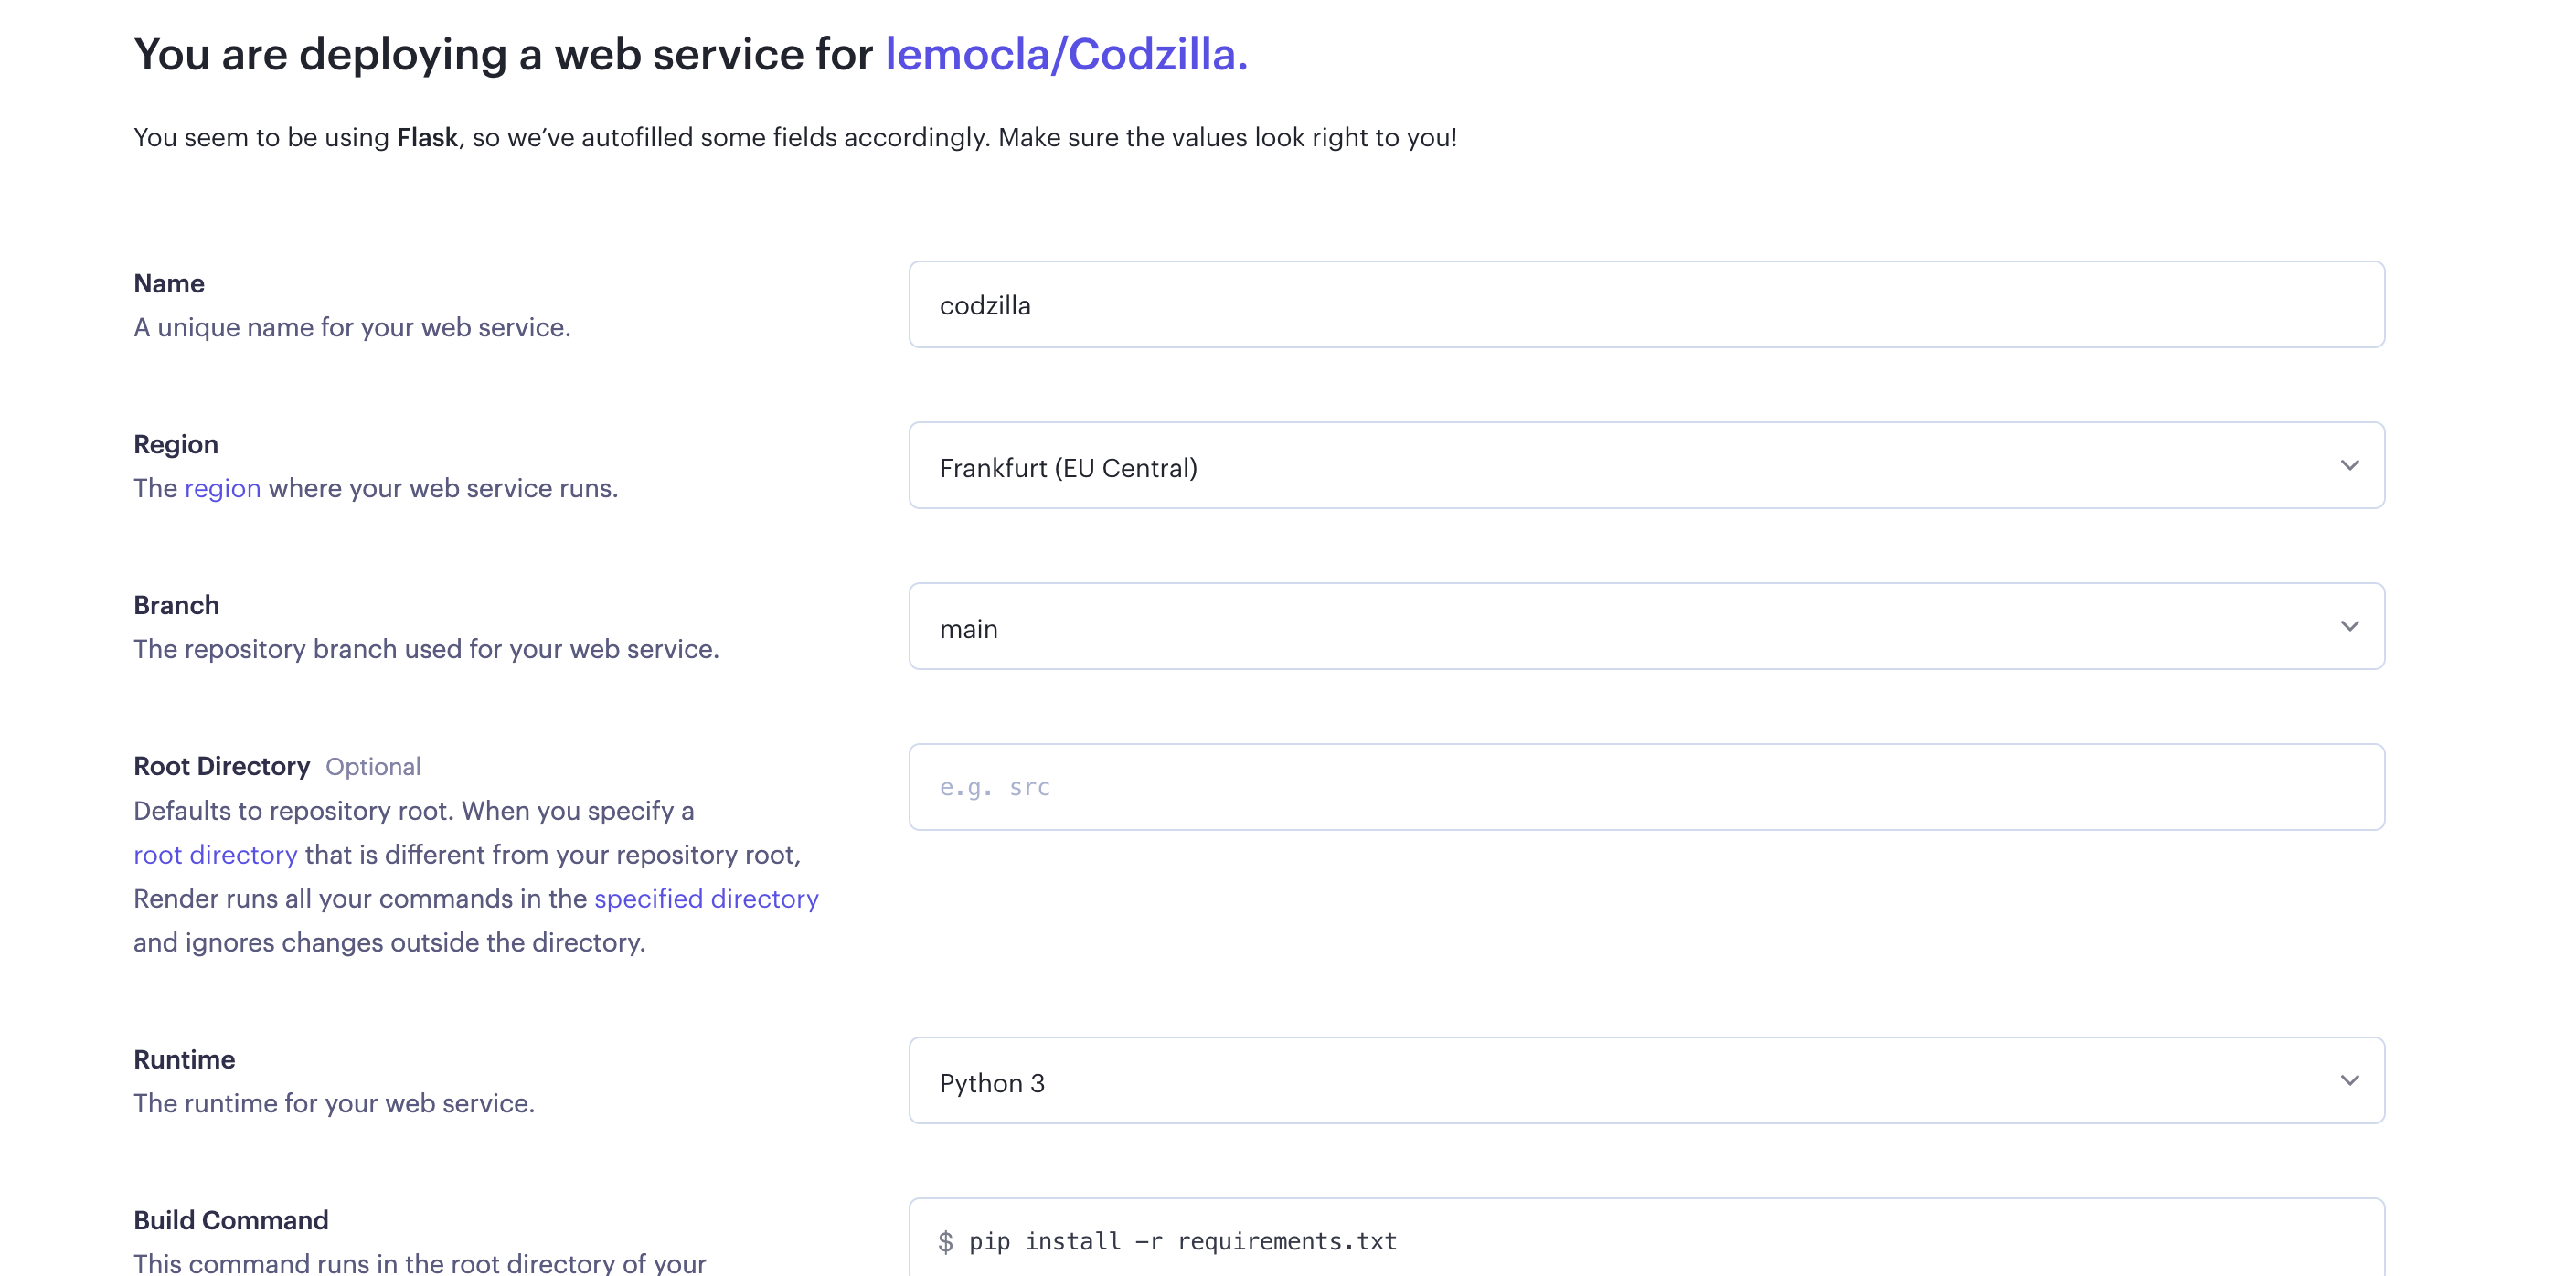 You are deploying a web service for lemocla/Codzilla.
You seem to be using Flask, so we’ve autofilled some fields accordingly. Make sure the values look right to you!
Name
A unique name for your web service.
codzilla
Region
The region where your web service runs.
Frankfurt (EU Central)
Branch
The repository branch used for your web service.
main
Root Directory Optional
Defaults to repository root. When you specify a
root directory that is different from your repository root,
Render runs all your commands in the specified directory
and ignores changes outside the directory.
e.g. src
Runtime
The runtime for your web service.
Python 3
Build Command
This command runs in the root directory of your
$ pip install -r requirements.txt